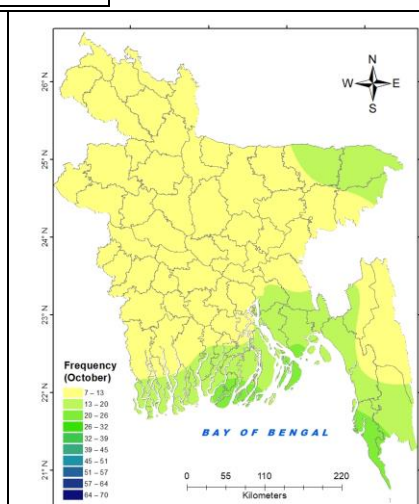 N
W E
S
26° N
25° N
24° N
23° N
22° N
21° N
Frequency
(October)
7 – 13
13 – 20
20 – 26
26 – 32
32 – 39
39 – 45
45 – 51
51 – 57
57 – 64
64 – 70
BAY OF BENGAL
0 55 110 220
Kilometers